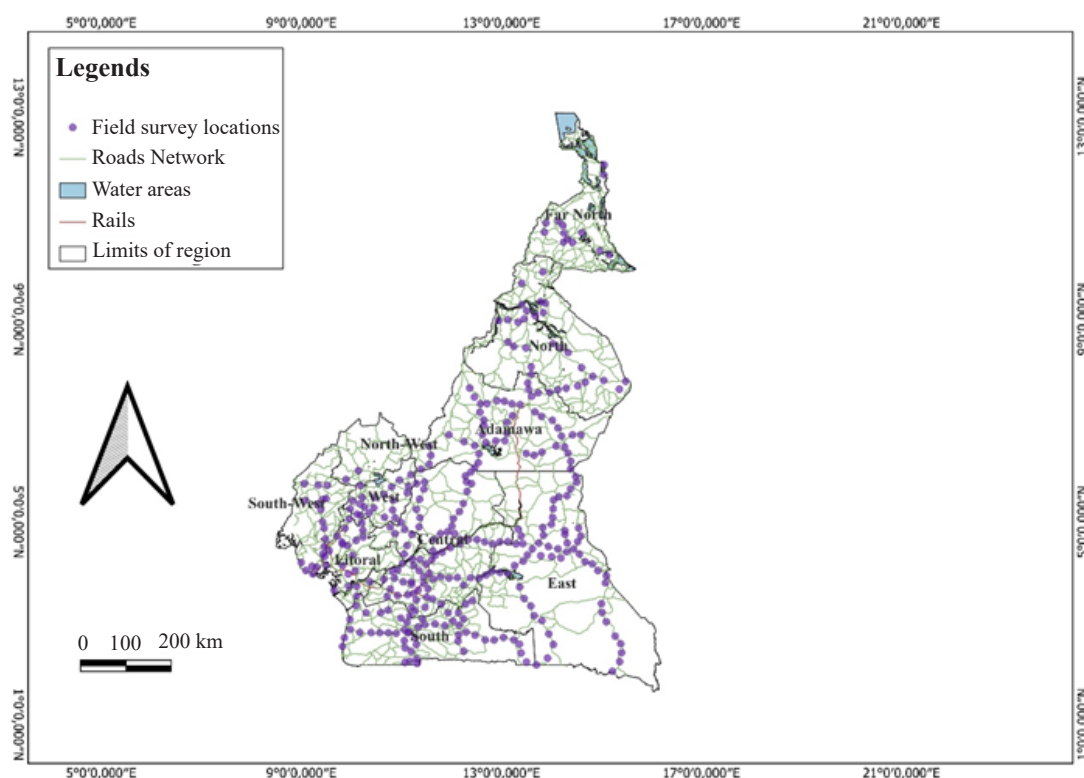 5°0'0,000"E 9°0'0,000"E 13°0'0,000"E 17°0'0,000"E 21°0'0,000"E
13°0'0,000"N
9°0'0,000"N
5°0'0,000"N
1°0'0,000"N
Legends
Field survey locations
Roads Network
Water areas
Rails
Limits of region
Far North
North
Adamawa
North-West
South-West
West
Central
Litoral
East
South
0 100 200 km
13°0'0,000"N
9°0'0,000"N
5°0'0,000"N
1°0'0,000"N
5°0'0,000"E 9°0'0,000"E 13°0'0,000"E 17°0'0,000"E 21°0'0,000"E